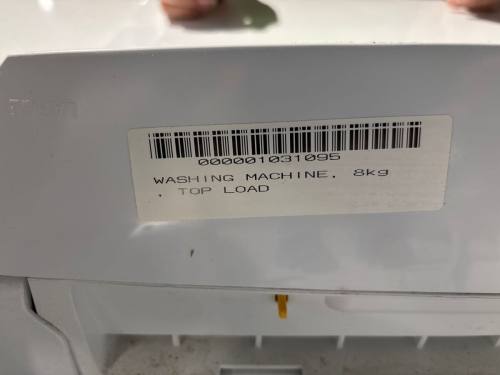 000001031095
WASHING MACHINE, 8kg
, TOP LOAD